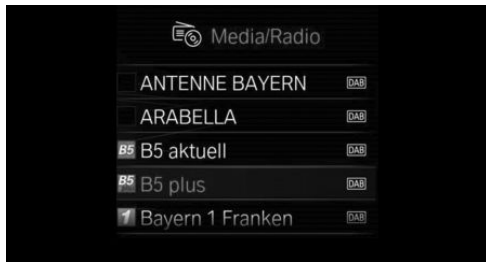 Media/Radio
ANTENNE BAYERN DAB
ARABELLA DAB
B5 B5 aktuell DAB
B5 B5 plus DAB
1 Bayern 1 Franken DAB